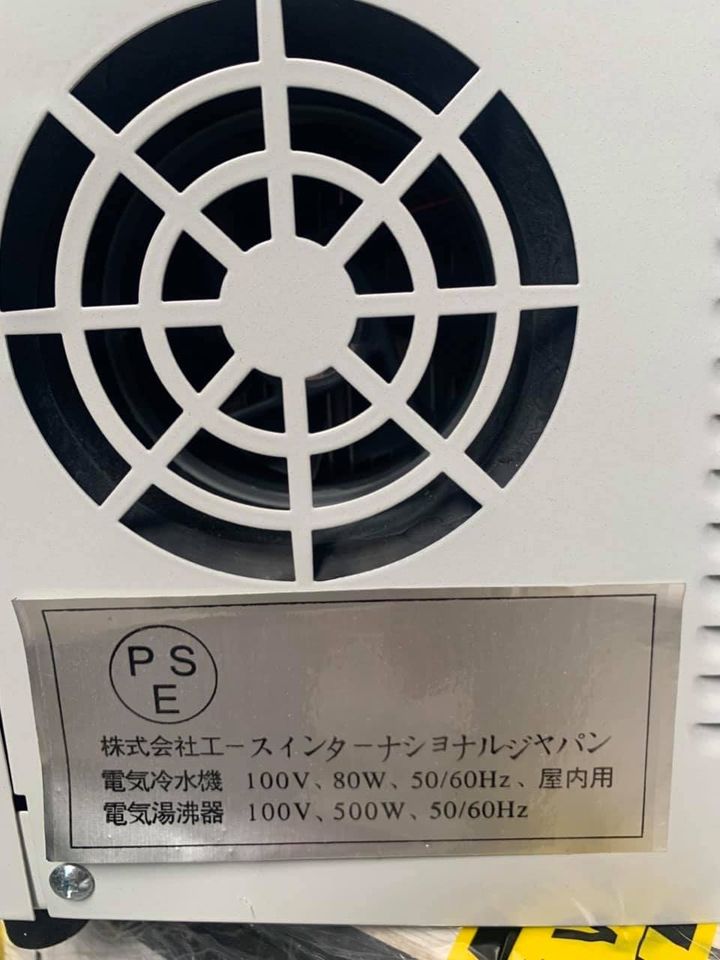 PS
E
株式会社エースインターナショナルジヤパン
電気冷水機 100V、80W、50/60Hz、屋内用
電気湯沸器 100V、500W、50/60Hz